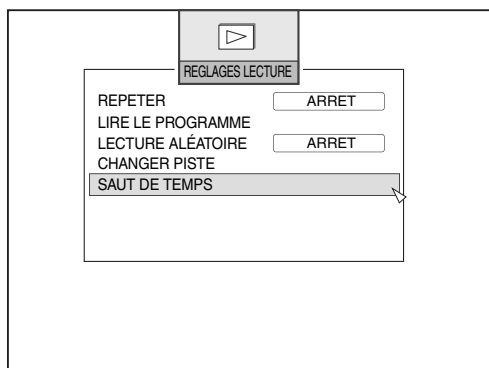 REGLAGES LECTURE
REPETER ARRET
LIRE LE PROGRAMME
LECTURE ALÉATOIRE ARRET
CHANGER PISTE
SAUT DE TEMPS